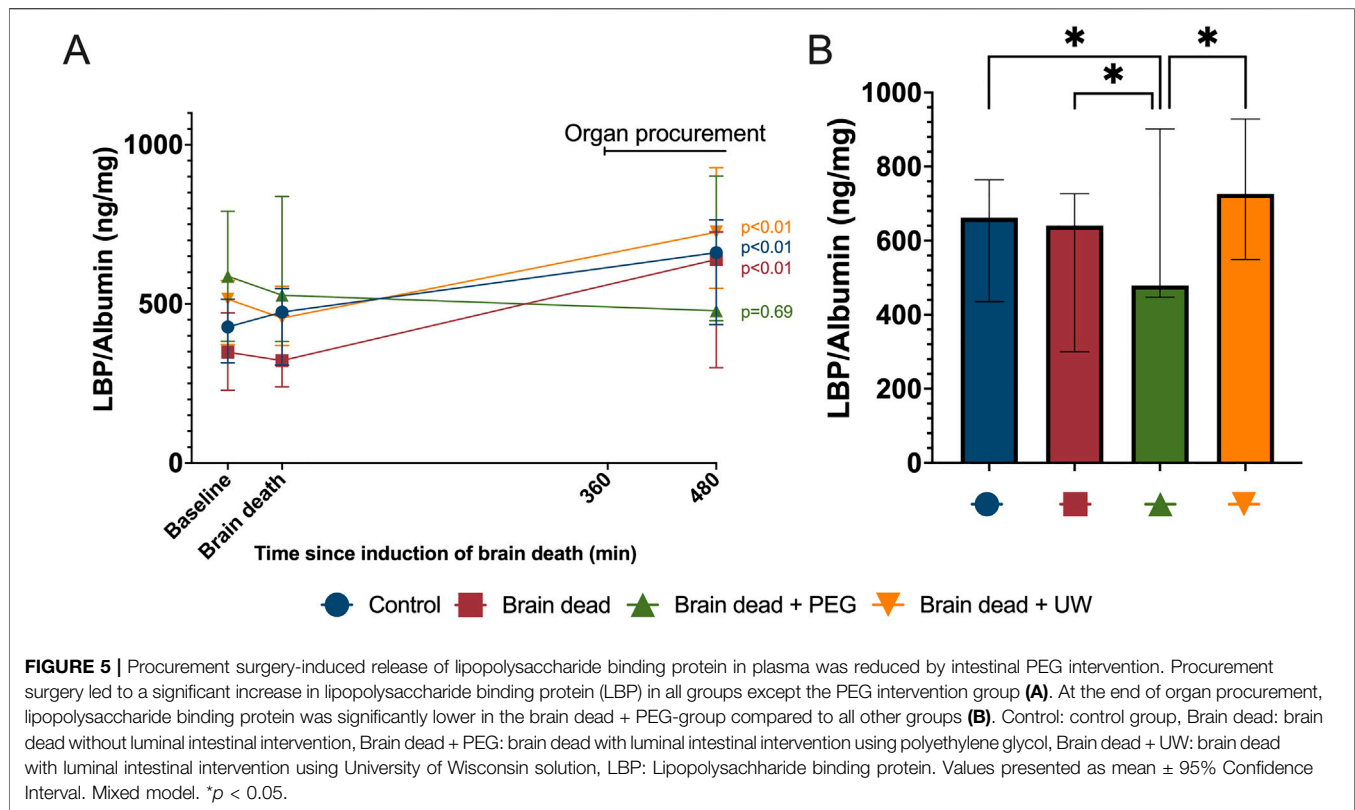 A
LBP/Albumin (ng/mg)
1000
500
0
Organ procurement
p<0.01
p<0.01
p<0.01
p=0.69
Baseline
Brain death
360
480
Time since induction of brain death (min)
B
* * *
LBP/Albumin (ng/mg)
1000
800
600
400
200
0
Control Brain dead Brain dead + PEG Brain dead + UW
FIGURE 5 | Procurement surgery-induced release of lipopolysaccharide binding protein in plasma was reduced by intestinal PEG intervention. Procurement
surgery led to a significant increase in lipopolysaccharide binding protein (LBP) in all groups except the PEG intervention group (A). At the end of organ procurement,
lipopolysaccharide binding protein was significantly lower in the brain dead + PEG-group compared to all other groups (B). Control: control group, Brain dead: brain
dead without luminal intestinal intervention, Brain dead + PEG: brain dead with luminal intestinal intervention using polyethylene glycol, Brain dead + UW: brain dead
with luminal intestinal intervention using University of Wisconsin solution, LBP: Lipopolysachharide binding protein. Values presented as mean ± 95% Confidence
Interval. Mixed model. *p < 0.05.